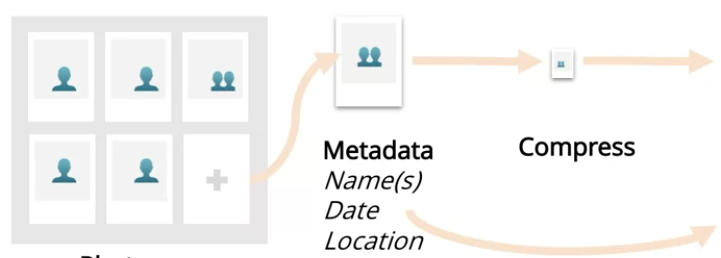 Metadata
Name(s)
Date
Location
Compress